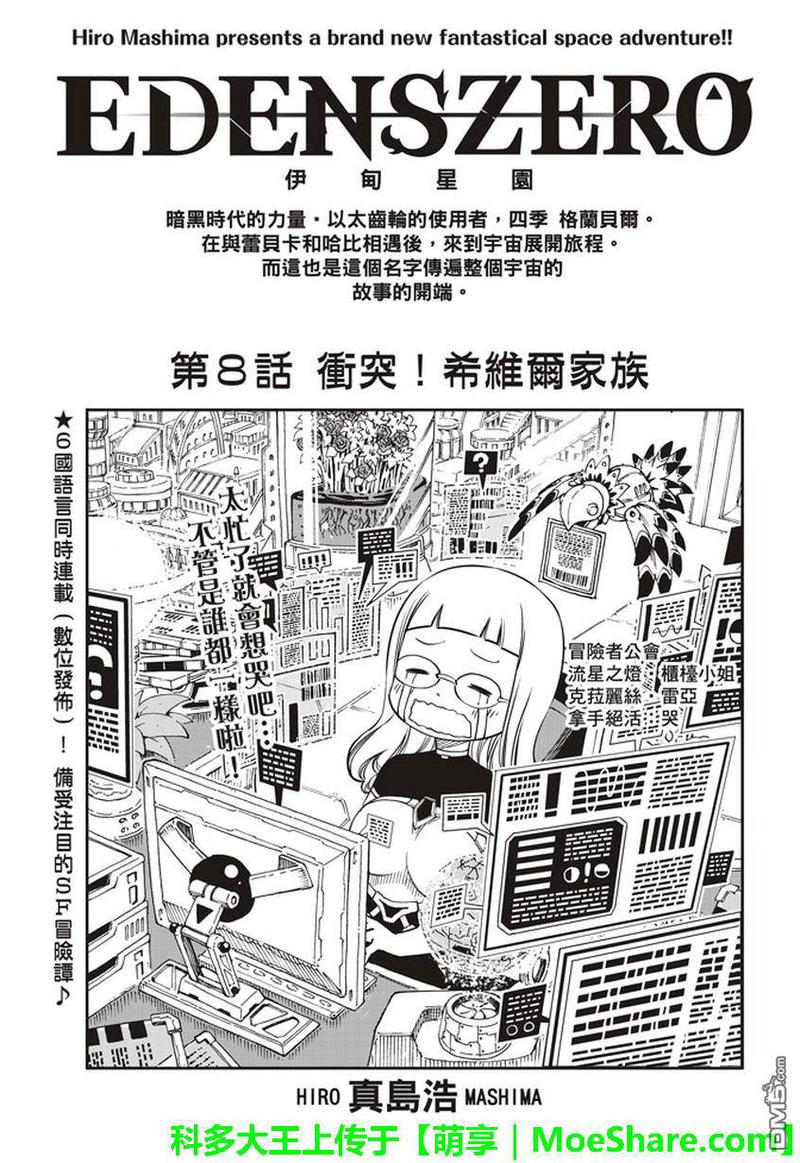 Hiro Mashima presents a brand new fantastical space adventure!!
EDENSZERO
伊甸星園
暗黑時代的力量・以太齒輪的使用者，四季 格蘭貝爾。
在與蕾貝卡和哈比相遇後，來到宇宙展開旅程。
而這也是這個名字傳遍整個宇宙的
故事的開端。
第8話 衝突！希維爾家族
★6國語言同時連載（數位發佈）！ 備受注目的SF冒險譚♪
太忙了就會想哭吧…
不管是誰都一樣啦！
?
冒險者公會
流星之燈 櫃檯小姐
克菈麗絲・雷亞
拿手絕活：哭
HIRO 真島浩 MASHIMA
科多大王上传于【萌享｜MoeShare.com】
DM5.com